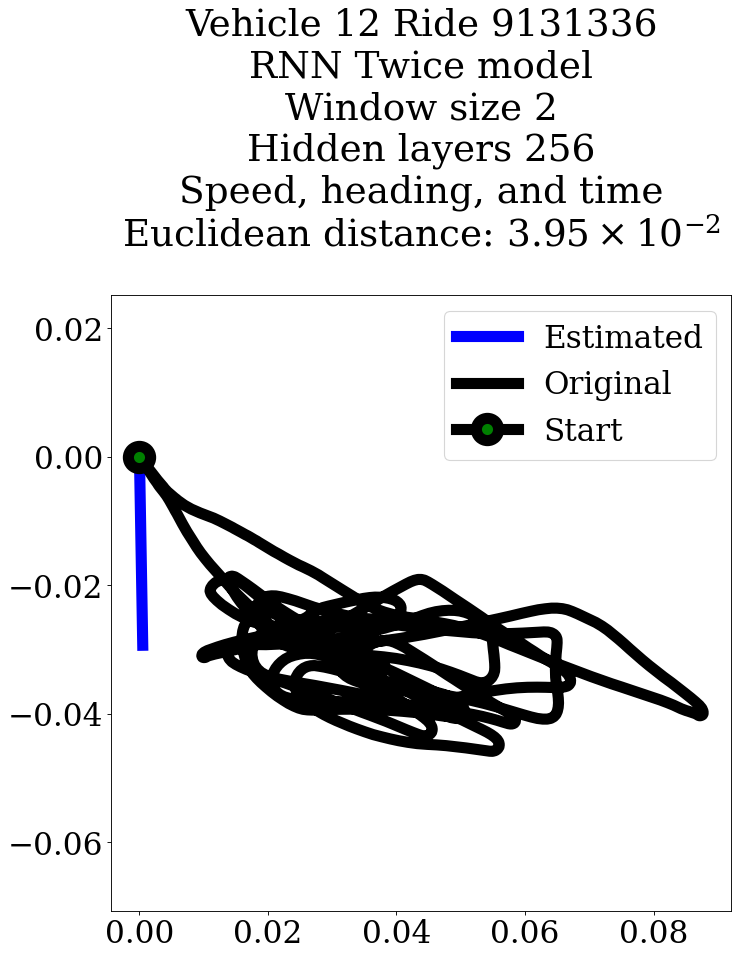 Vehicle 12 Ride 9131336
RNN Twice model
Window size 2
Hidden layers 256
Speed, heading, and time
Euclidean distance: 3.95 × 10⁻²
Estimated
Original
Start
0.02
0.00
−0.02
−0.04
−0.06
0.00 0.02 0.04 0.06 0.08